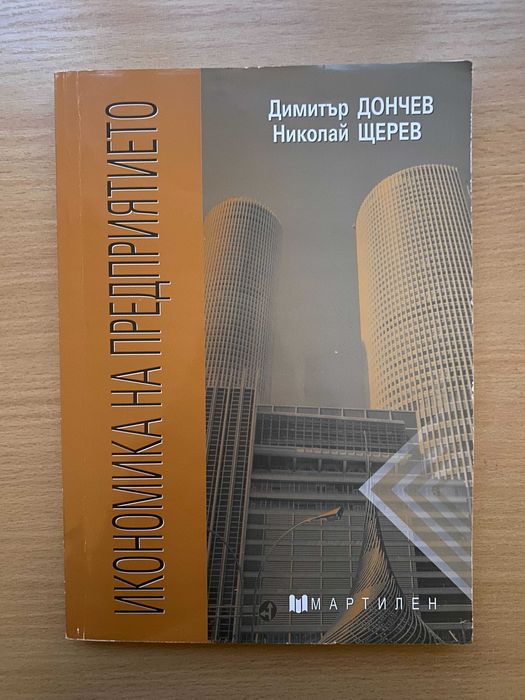 Димитър ДОНЧЕВ
Николай ЩЕРЕВ
ИКОНОМИКА НА ПРЕДПРИЯТИЕТО
МАРТИЛЕН